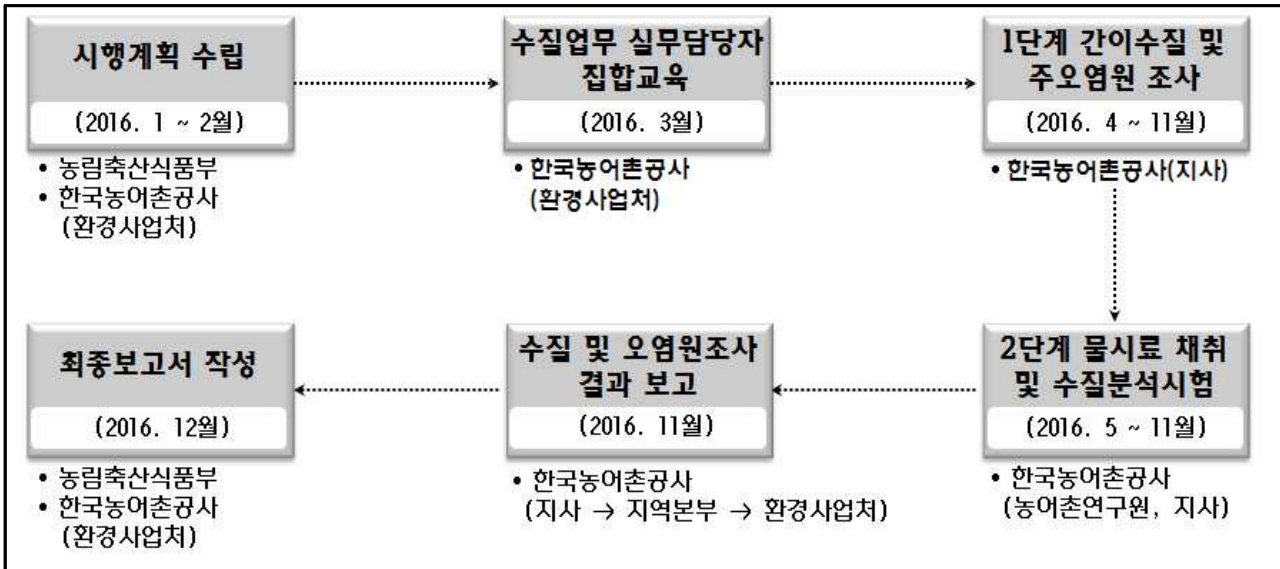 시행계획 수립
(2016. 1 ~ 2월)
• 농림축산식품부
• 한국농어촌공사
(환경사업처)
수질업무 실무담당자
집합교육
(2016. 3월)
• 한국농어촌공사
(환경사업처)
1단계 간이수질 및
주오염원 조사
(2016. 4 ~ 11월)
• 한국농어촌공사(지사)
2단계 물시료 채취
및 수질분석시험
(2016. 5 ~ 11월)
• 한국농어촌공사
(농어촌연구원, 지사)
수질 및 오염원조사
결과 보고
(2016. 11월)
• 한국농어촌공사
(지사 → 지역본부 → 환경사업처)
최종보고서 작성
(2016. 12월)
• 농림축산식품부
• 한국농어촌공사
(환경사업처)